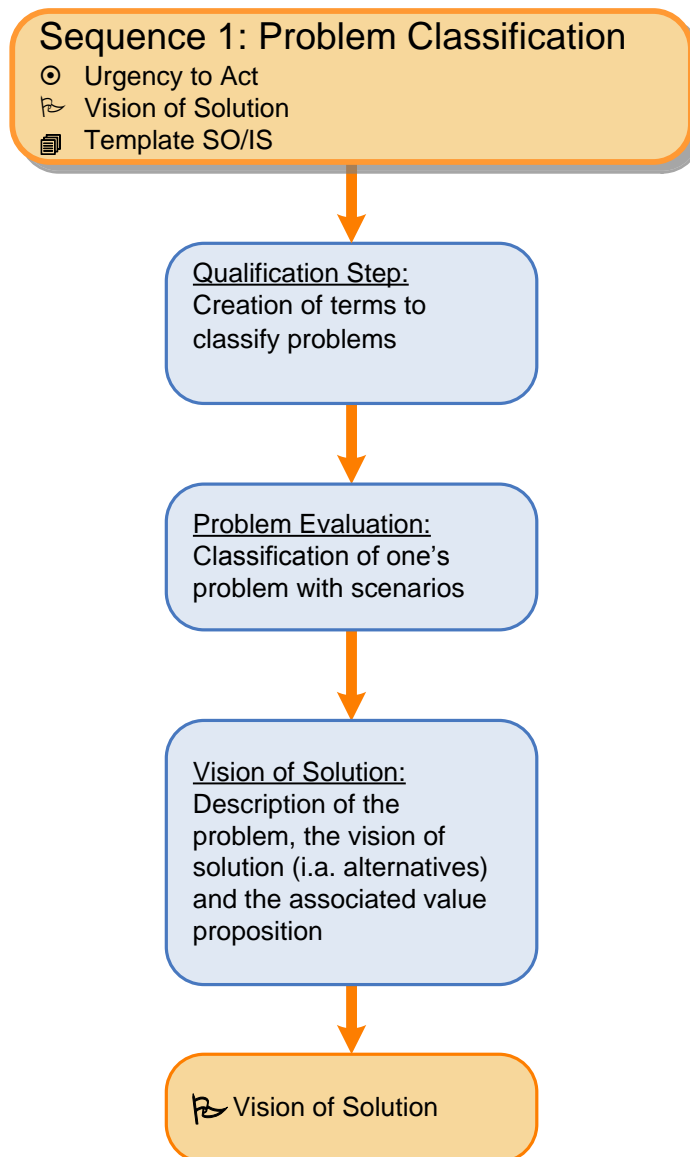 Sequence 1: Problem Classification
Urgency to Act
Vision of Solution
Template SO/IS
Qualification Step:
Creation of terms to
classify problems
Problem Evaluation:
Classification of one’s
problem with scenarios
Vision of Solution:
Description of the
problem, the vision of
solution (i.a. alternatives)
and the associated value
proposition
Vision of Solution